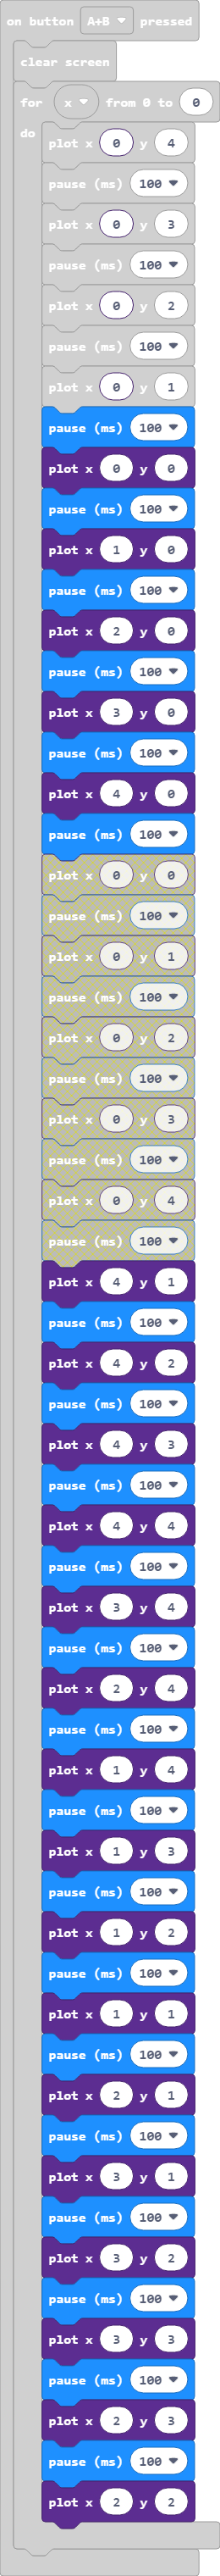 on button A+B pressed
clear screen
for x from 0 to 0
do plot x 0 y 4
pause (ms) 100
plot x 0 y 3
pause (ms) 100
plot x 0 y 2
pause (ms) 100
plot x 0 y 1
pause (ms) 100
plot x 0 y 0
pause (ms) 100
plot x 1 y 0
pause (ms) 100
plot x 2 y 0
pause (ms) 100
plot x 3 y 0
pause (ms) 100
plot x 4 y 0
pause (ms) 100
plot x 0 y 0
pause (ms) 100
plot x 0 y 1
pause (ms) 100
plot x 0 y 2
pause (ms) 100
plot x 0 y 3
pause (ms) 100
plot x 0 y 4
pause (ms) 100
plot x 4 y 1
pause (ms) 100
plot x 4 y 2
pause (ms) 100
plot x 4 y 3
pause (ms) 100
plot x 4 y 4
pause (ms) 100
plot x 3 y 4
pause (ms) 100
plot x 2 y 4
pause (ms) 100
plot x 1 y 4
pause (ms) 100
plot x 1 y 3
pause (ms) 100
plot x 1 y 2
pause (ms) 100
plot x 1 y 1
pause (ms) 100
plot x 2 y 1
pause (ms) 100
plot x 3 y 1
pause (ms) 100
plot x 3 y 2
pause (ms) 100
plot x 3 y 3
pause (ms) 100
plot x 2 y 3
pause (ms) 100
plot x 2 y 2